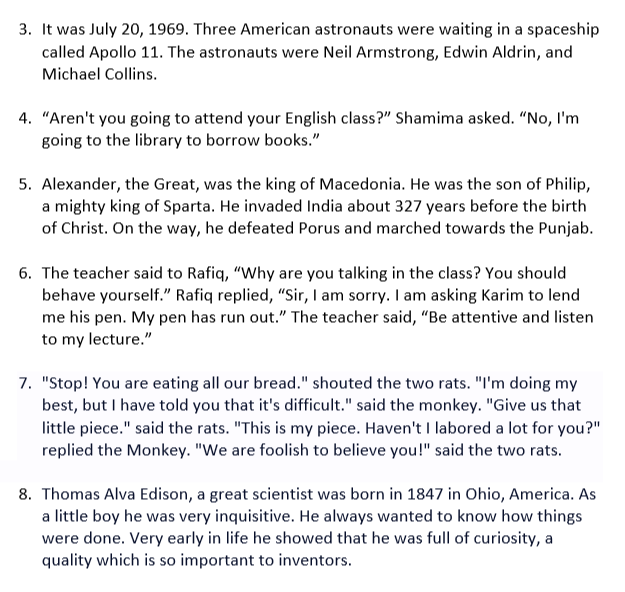 3. It was July 20, 1969. Three American astronauts were waiting in a spaceship
called Apollo 11. The astronauts were Neil Armstrong, Edwin Aldrin, and
Michael Collins.
4. “Aren't you going to attend your English class?” Shamima asked. “No, I'm
going to the library to borrow books.”
5. Alexander, the Great, was the king of Macedonia. He was the son of Philip,
a mighty king of Sparta. He invaded India about 327 years before the birth
of Christ. On the way, he defeated Porus and marched towards the Punjab.
6. The teacher said to Rafiq, “Why are you talking in the class? You should
behave yourself.” Rafiq replied, “Sir, I am sorry. I am asking Karim to lend
me his pen. My pen has run out.” The teacher said, “Be attentive and listen
to my lecture.”
7. "Stop! You are eating all our bread." shouted the two rats. "I'm doing my
best, but I have told you that it's difficult." said the monkey. "Give us that
little piece." said the rats. "This is my piece. Haven't I labored a lot for you?"
replied the Monkey. "We are foolish to believe you!" said the two rats.
8. Thomas Alva Edison, a great scientist was born in 1847 in Ohio, America. As
a little boy he was very inquisitive. He always wanted to know how things
were done. Very early in life he showed that he was full of curiosity, a
quality which is so important to inventors.